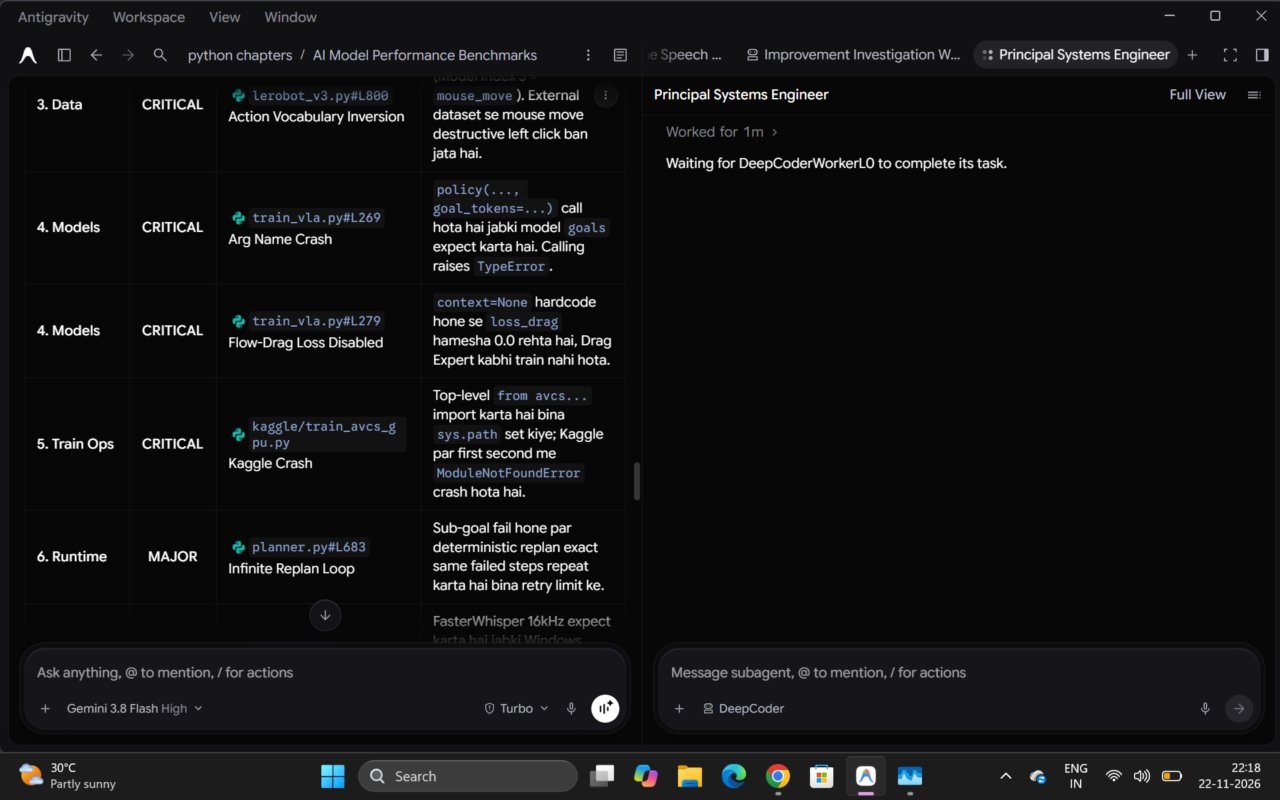 Antigravity Workspace View Window
python chapters / AI Model Performance Benchmarks
e Speech ... Improvement Investigation W... Principal Systems Engineer
3. Data
CRITICAL
lerobot_v3.py#L800
Action Vocabulary Inversion
mouse_move ). External
dataset se mouse move
destructive left click ban
jata hai.
4. Models
CRITICAL
train_vla.py#L269
Arg Name Crash
policy(...,
goal_tokens=...) call
hota hai jabki model goals
expect karta hai. Calling
raises TypeError .
4. Models
CRITICAL
train_vla.py#L279
Flow-Drag Loss Disabled
context=None hardcode
hone se loss_drag
hamesha 0.0 rehta hai, Drag
Expert kabhi train nahi hota.
5. Train Ops
CRITICAL
kaggle/train_avcs_g
pu.py
Kaggle Crash
Top-level from avcs...
import karta hai bina
sys.path set kiye; Kaggle
par first second me
ModuleNotFoundError
crash hota hai.
6. Runtime
MAJOR
planner.py#L683
Infinite Replan Loop
Sub-goal fail hone par
deterministic replan exact
same failed steps repeat
karta hai bina retry limit ke.
FasterWhisper 16kHz expect
karta hai jabki Windows
Ask anything, @ to mention, / for actions
Gemini 3.8 Flash High
Turbo
Principal Systems Engineer
Full View
Worked for 1m >
Waiting for DeepCoderWorkerL0 to complete its task.
Message subagent, @ to mention, / for actions
DeepCoder
30°C
Partly sunny
Search
ENG
IN
22:18
22-11-2026